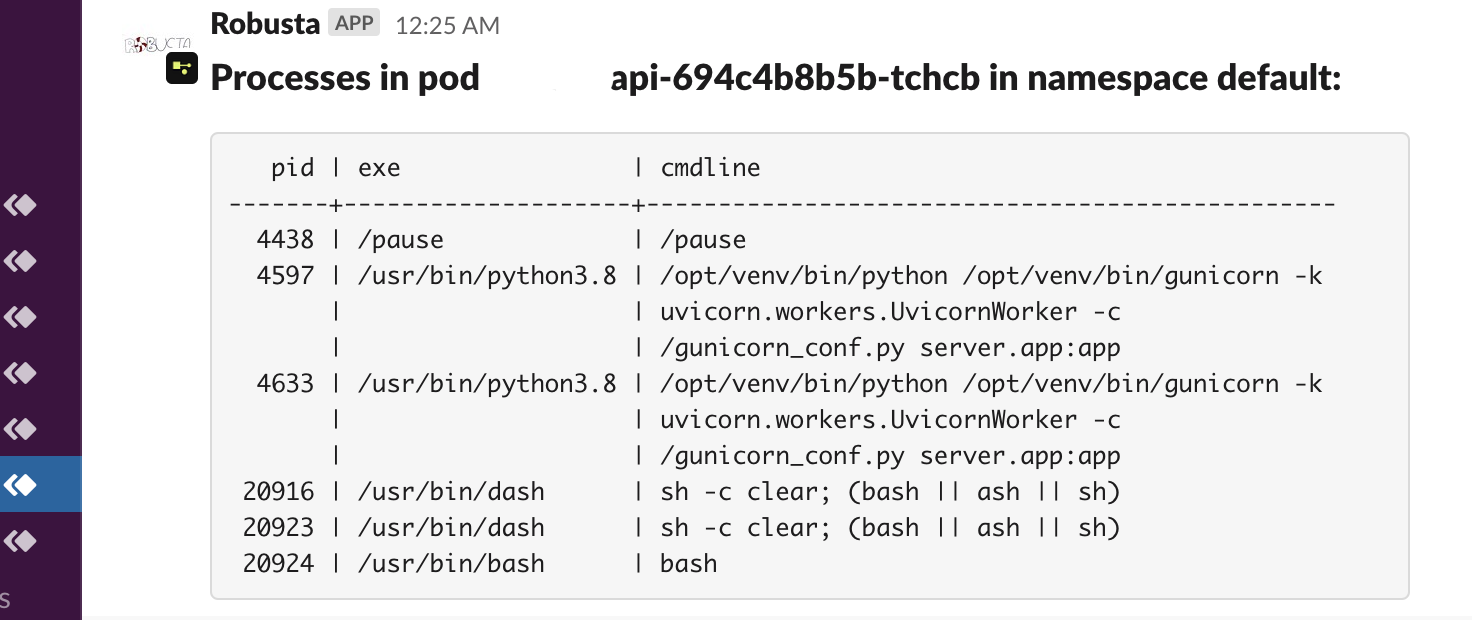 Robusta APP 12:25 AM
ROBUSTA
Processes in pod api-694c4b8b5b-tchcb in namespace default:
pid | exe | cmdline
-------+--------------------+------------------------------------------------
4438 | /pause | /pause
4597 | /usr/bin/python3.8 | /opt/venv/bin/python /opt/venv/bin/gunicorn -k
| | uvicorn.workers.UvicornWorker -c
| | /gunicorn_conf.py server.app:app
4633 | /usr/bin/python3.8 | /opt/venv/bin/python /opt/venv/bin/gunicorn -k
| | uvicorn.workers.UvicornWorker -c
| | /gunicorn_conf.py server.app:app
20916 | /usr/bin/dash | sh -c clear; (bash || ash || sh)
20923 | /usr/bin/dash | sh -c clear; (bash || ash || sh)
20924 | /usr/bin/bash | bash
s